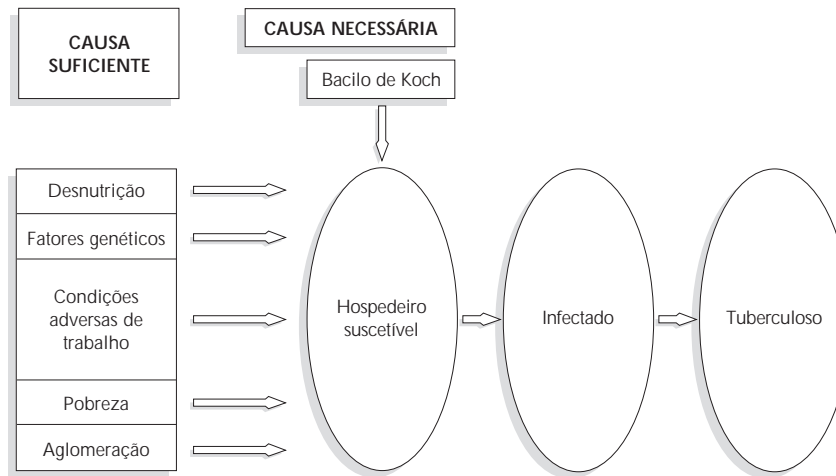 CAUSA
SUFICIENTE
CAUSA NECESSÁRIA
Bacilo de Koch
Desnutrição
Fatores genéticos
Condições
adversas de
trabalho
Pobreza
Aglomeração
Hospedeiro
suscetível
Infectado
Tuberculoso